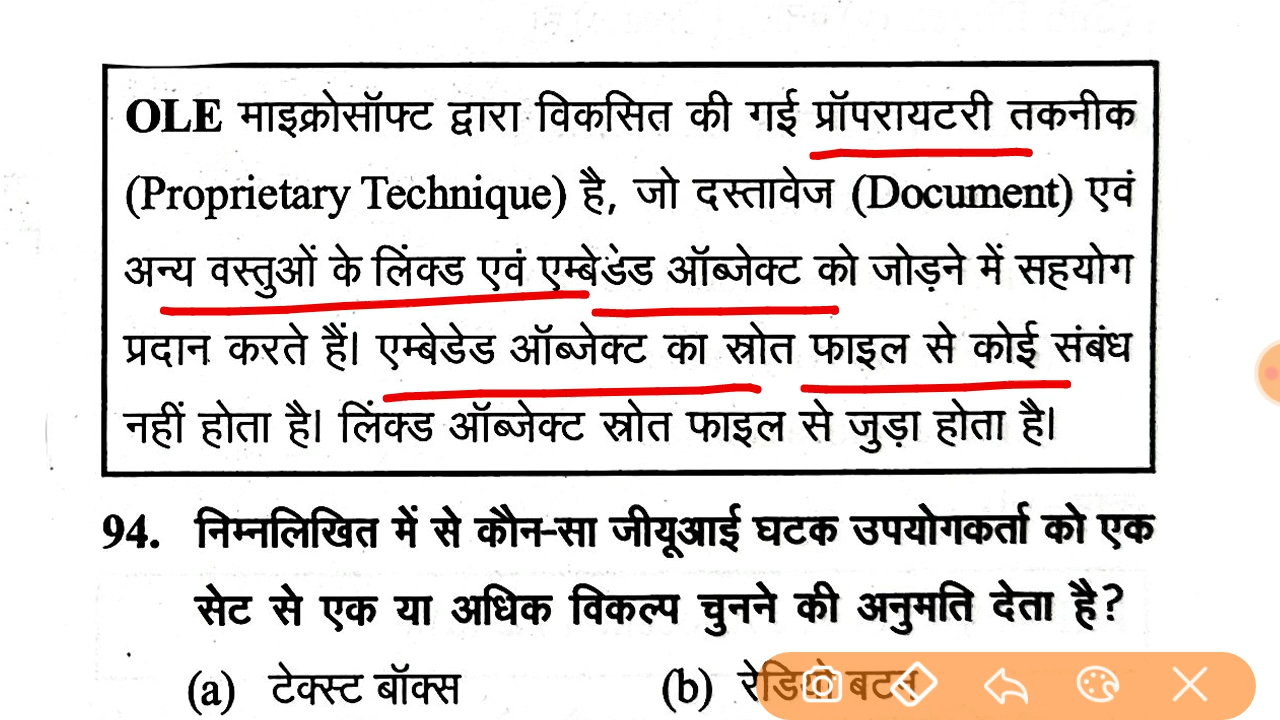 OLE माइक्रोसॉफ्ट द्वारा विकसित की गई प्रॉपरायटरी तकनीक
(Proprietary Technique) है, जो दस्तावेज (Document) एवं
अन्य वस्तुओं के लिंक्ड एवं एम्बेडेड ऑब्जेक्ट को जोड़ने में सहयोग
प्रदान करते हैं। एम्बेडेड ऑब्जेक्ट का स्रोत फाइल से कोई संबंध
नहीं होता है। लिंक्ड ऑब्जेक्ट स्रोत फाइल से जुड़ा होता है।
94. निम्नलिखित में से कौन-सा जीयूआई घटक उपयोगकर्ता को एक
सेट से एक या अधिक विकल्प चुनने की अनुमति देता है?
(a) टेक्स्ट बॉक्स (b) रेडियो बटन